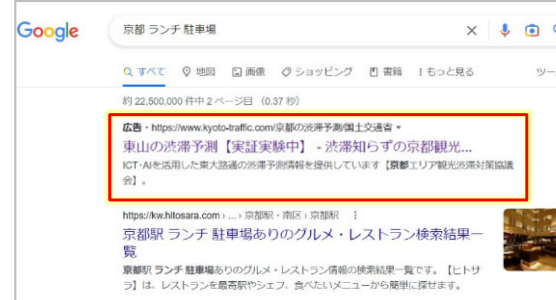 Google
京都 ランチ 駐車場
すべて 地図 画像 ショッピング 書籍 もっと見る ツー
約 22,500,000 件中 2 ページ目 (0.37 秒)
広告・https://www.kyoto-traffic.com/京都の渋滞予測/国土交通省
東山の渋滞予測【実証実験中】 - 渋滞知らずの京都観光...
ICT・AIを活用した東大路通の渋滞予測情報を提供しています【京都エリア観光渋滞対策協議
会】。
https://kw.hitosara.com › ... › 京都府・南区 › 京都駅
京都駅 ランチ 駐車場ありのグルメ・レストラン検索結果一
覧
京都駅 ランチ 駐車場ありのグルメ・レストラン情報の検索結果一覧です。【ヒトサ
ラ】は、レストランを最寄駅やシェフ、食べたいメニューから簡単に探せます。